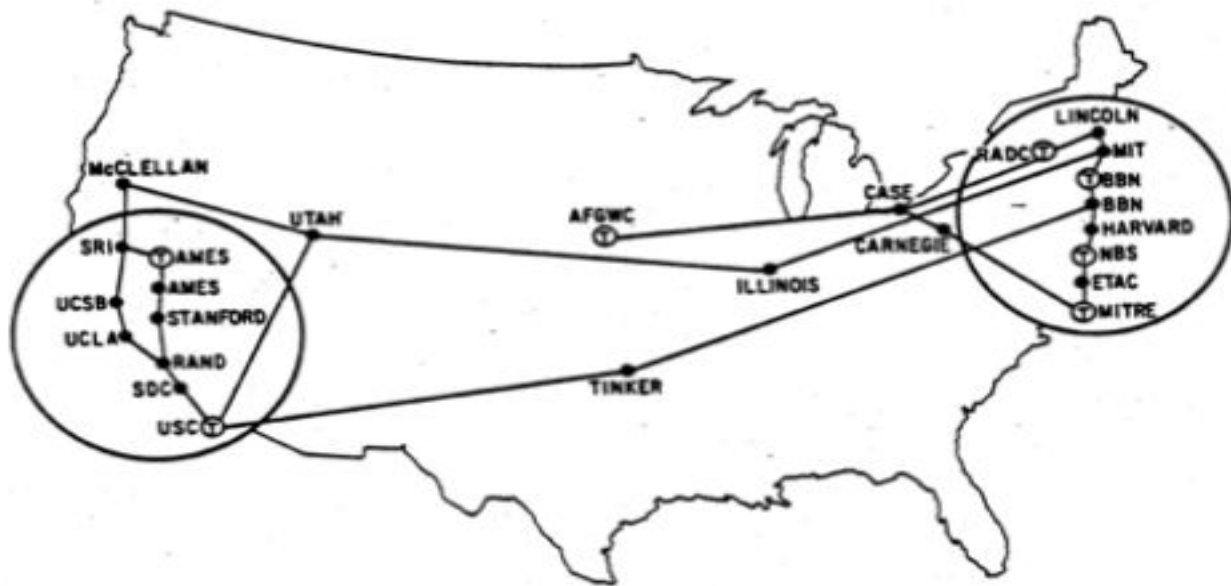 LINCOLN
RADC T
MIT
T BBN
BBN
HARVARD
T NBS
ETAC
T MITRE
McCLELLAN
UTAH
AFGWC
T
CASE
CARNEGIE
ILLINOIS
TINKER
SRI
T AMES
AMES
UCSB
STANFORD
UCLA
RAND
SDC
USC T